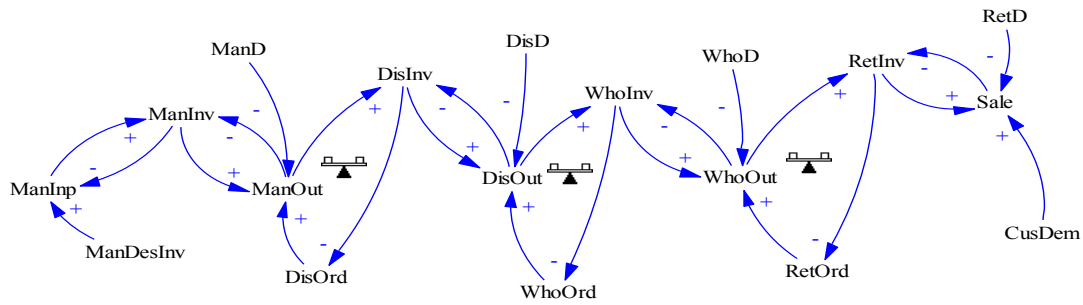 RetD
ManD
DisD
WhoD
DisInv
RetInv
WhoInv
Sale
ManInv
ManInp
ManOut
DisOut
WhoOut
ManDesInv
DisOrd
WhoOrd
RetOrd
CusDem
+
-
+
-
+
-
-
+
+
-
+
-
-
+
+
-
+
-
-
+
+
-
+
-
-
+
+
-